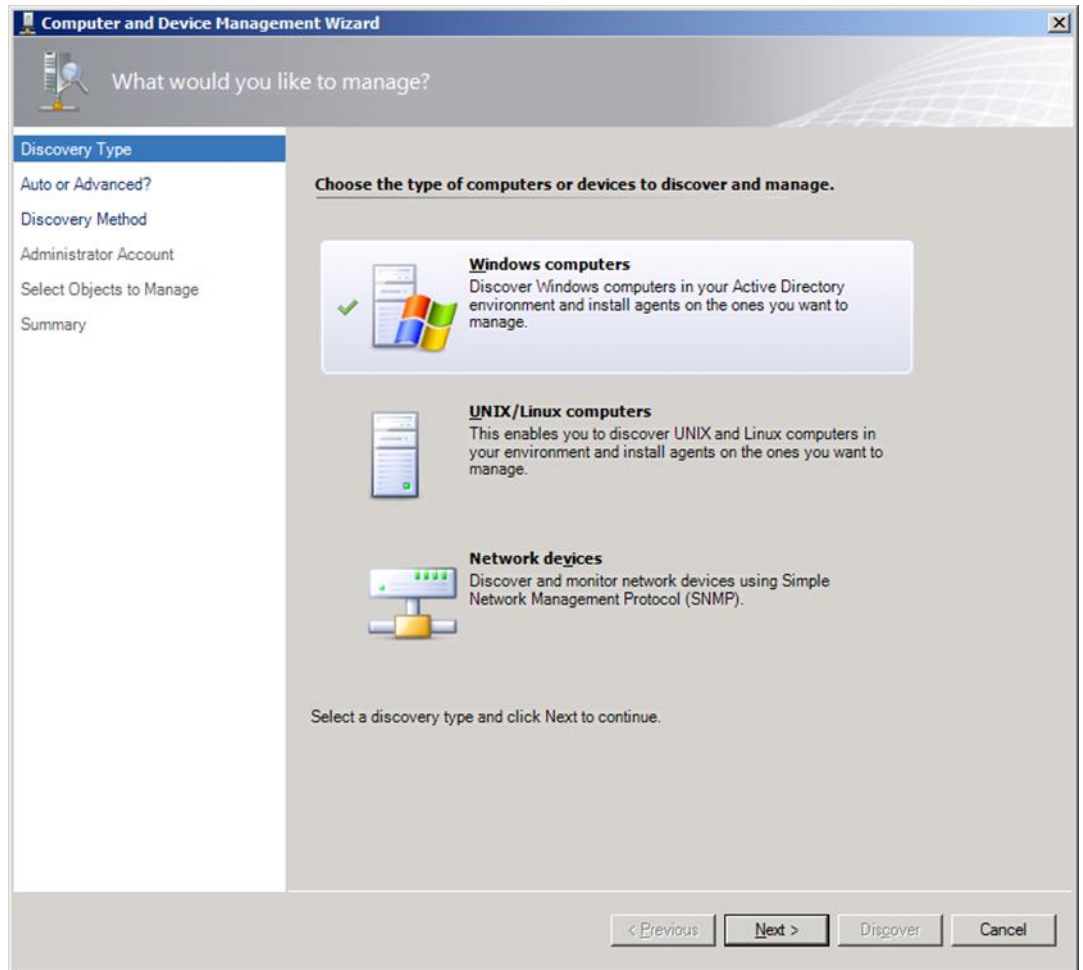 Computer and Device Management Wizard
What would you like to manage?
Discovery Type
Auto or Advanced?
Discovery Method
Administrator Account
Select Objects to Manage
Summary
Choose the type of computers or devices to discover and manage.
Windows computers
Discover Windows computers in your Active Directory
environment and install agents on the ones you want to
manage.
UNIX/Linux computers
This enables you to discover UNIX and Linux computers in
your environment and install agents on the ones you want to
manage.
Network devices
Discover and monitor network devices using Simple
Network Management Protocol (SNMP).
Select a discovery type and click Next to continue.
< Previous Next > Discover Cancel